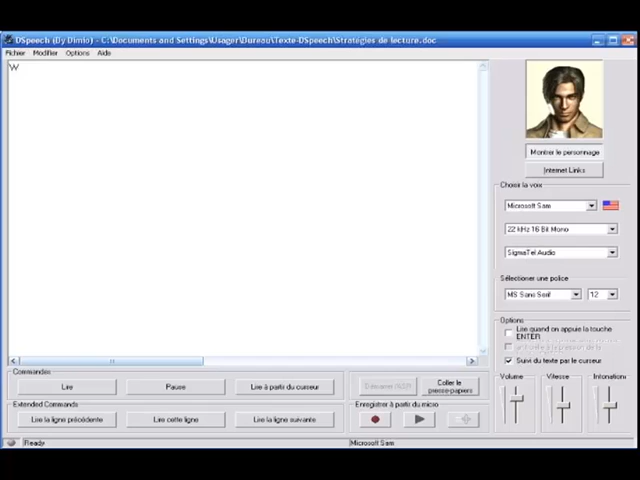 DSpeech (By Dimio) - C:\Documents and Settings\Usager\Bureau\Texte-DSpeech\Stratégies de lecture.doc
Fichier Modifier Options Aide
W
Montrer le personnage
Internet Links
Choisir la voix
Microsoft Sam
22 kHz 16 Bit Mono
SigmaTel Audio
Sélectionner une police
MS Sans Serif 12
Options
Lire quand on appuie la touche
ENTER
Suivi du texte par le curseur
Volume Vitesse Intonation
Commandes
Lire Pause Lire à partir du curseur
Démarrer l'ASR
Coller le
presse-papiers
Extended Commands
Lire la ligne précédente Lire cette ligne Lire la ligne suivante
Enregistrer à partir du micro
Ready Microsoft Sam